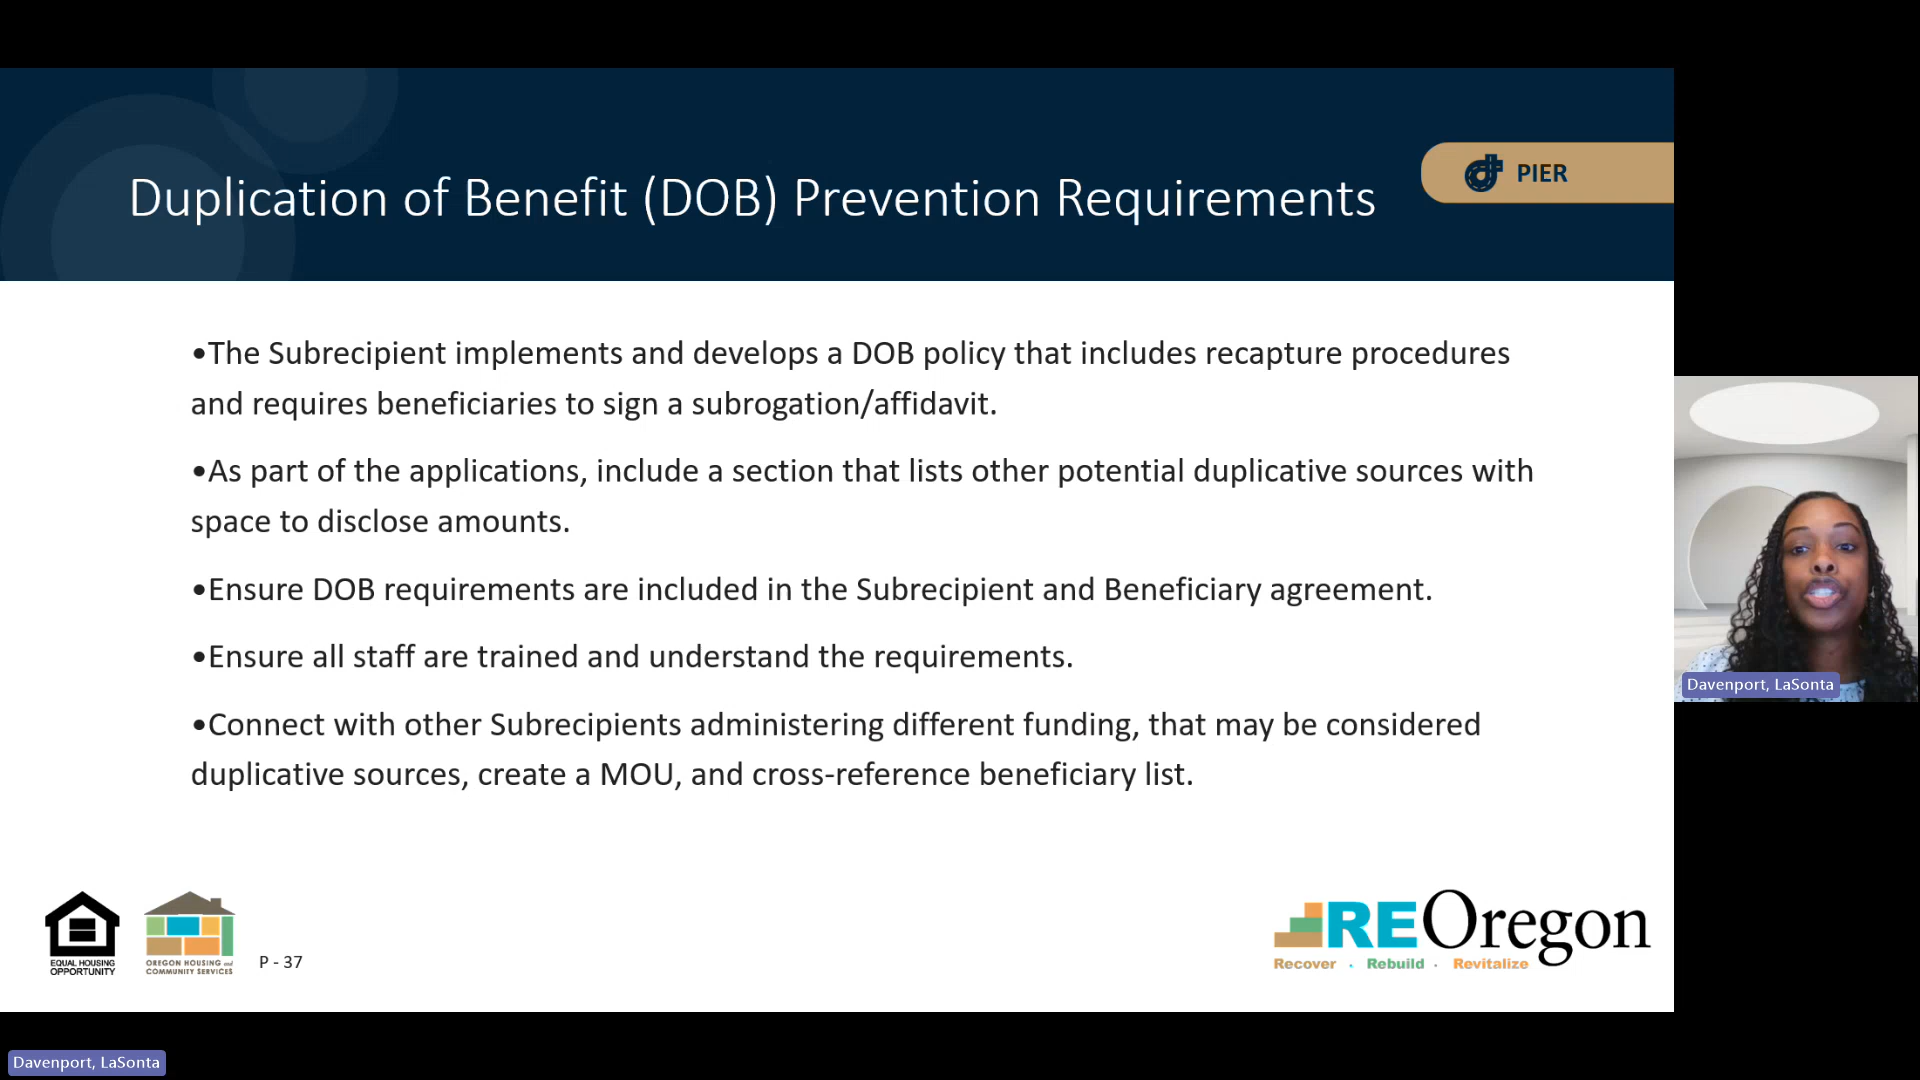 Duplication of Benefit (DOB) Prevention Requirements
PIER
•The Subrecipient implements and develops a DOB policy that includes recapture procedures
and requires beneficiaries to sign a subrogation/affidavit.
•As part of the applications, include a section that lists other potential duplicative sources with
space to disclose amounts.
•Ensure DOB requirements are included in the Subrecipient and Beneficiary agreement.
•Ensure all staff are trained and understand the requirements.
•Connect with other Subrecipients administering different funding, that may be considered
duplicative sources, create a MOU, and cross-reference beneficiary list.
Davenport, LaSonta
EQUAL HOUSING
OPPORTUNITY
OREGON HOUSING and
COMMUNITY SERVICES
P - 37
REOregon
Recover . Rebuild . Revitalize
Davenport, LaSonta